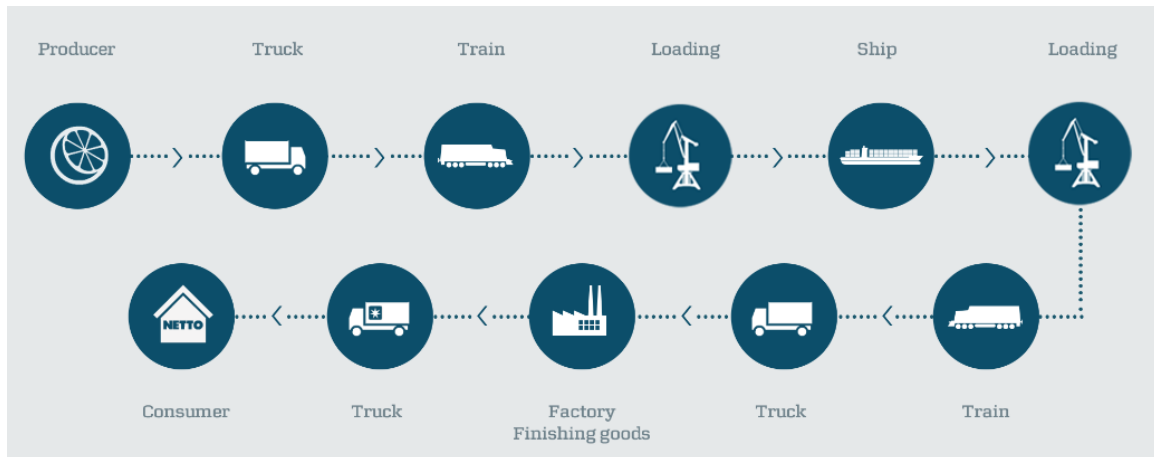 Producer
Truck
Train
Loading
Ship
Loading
NETTO
Consumer
Truck
Factory
Finishing goods
Truck
Train